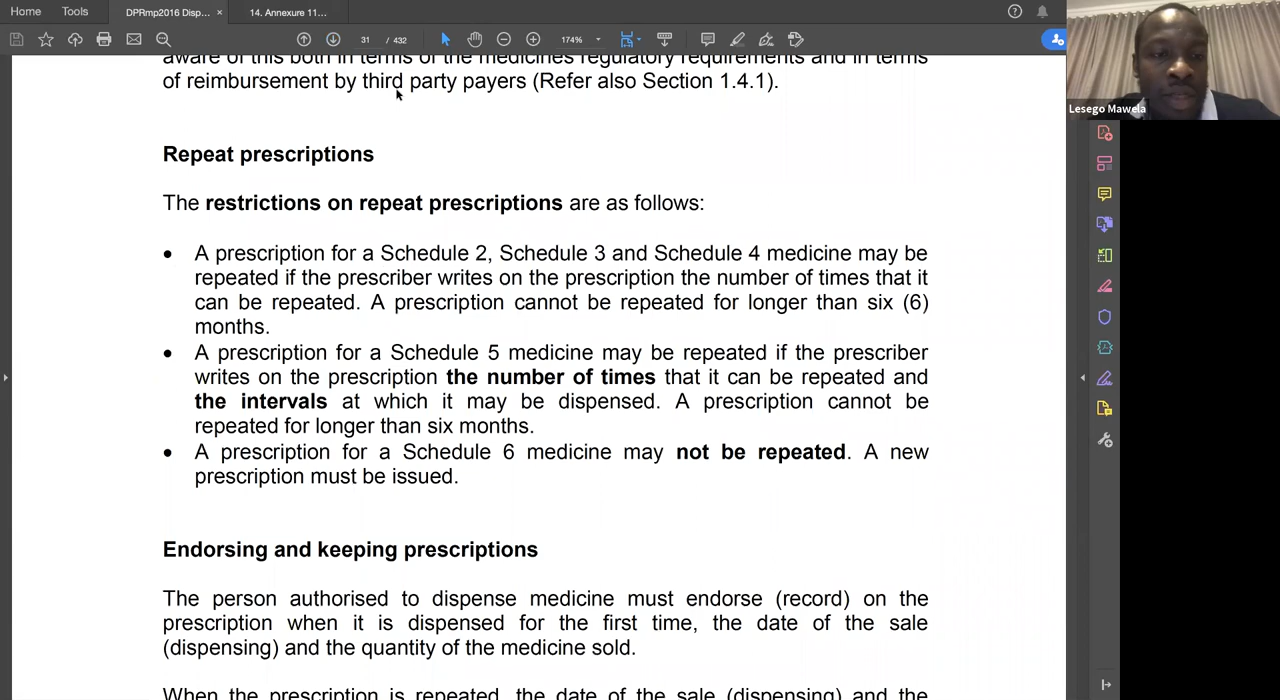 Home Tools DPRmp2016 Disp... × 14. Annexure 11...
31 / 432 174%
aware of this both in terms of the medicines regulatory requirements and in terms
of reimbursement by third party payers (Refer also Section 1.4.1).
Lesego Mawela
Repeat prescriptions
The restrictions on repeat prescriptions are as follows:
• A prescription for a Schedule 2, Schedule 3 and Schedule 4 medicine may be
repeated if the prescriber writes on the prescription the number of times that it
can be repeated. A prescription cannot be repeated for longer than six (6)
months.
• A prescription for a Schedule 5 medicine may be repeated if the prescriber
writes on the prescription the number of times that it can be repeated and
the intervals at which it may be dispensed. A prescription cannot be
repeated for longer than six months.
• A prescription for a Schedule 6 medicine may not be repeated. A new
prescription must be issued.
Endorsing and keeping prescriptions
The person authorised to dispense medicine must endorse (record) on the
prescription when it is dispensed for the first time, the date of the sale
(dispensing) and the quantity of the medicine sold.
When the prescription is repeated, the date of the sale (dispensing) and the